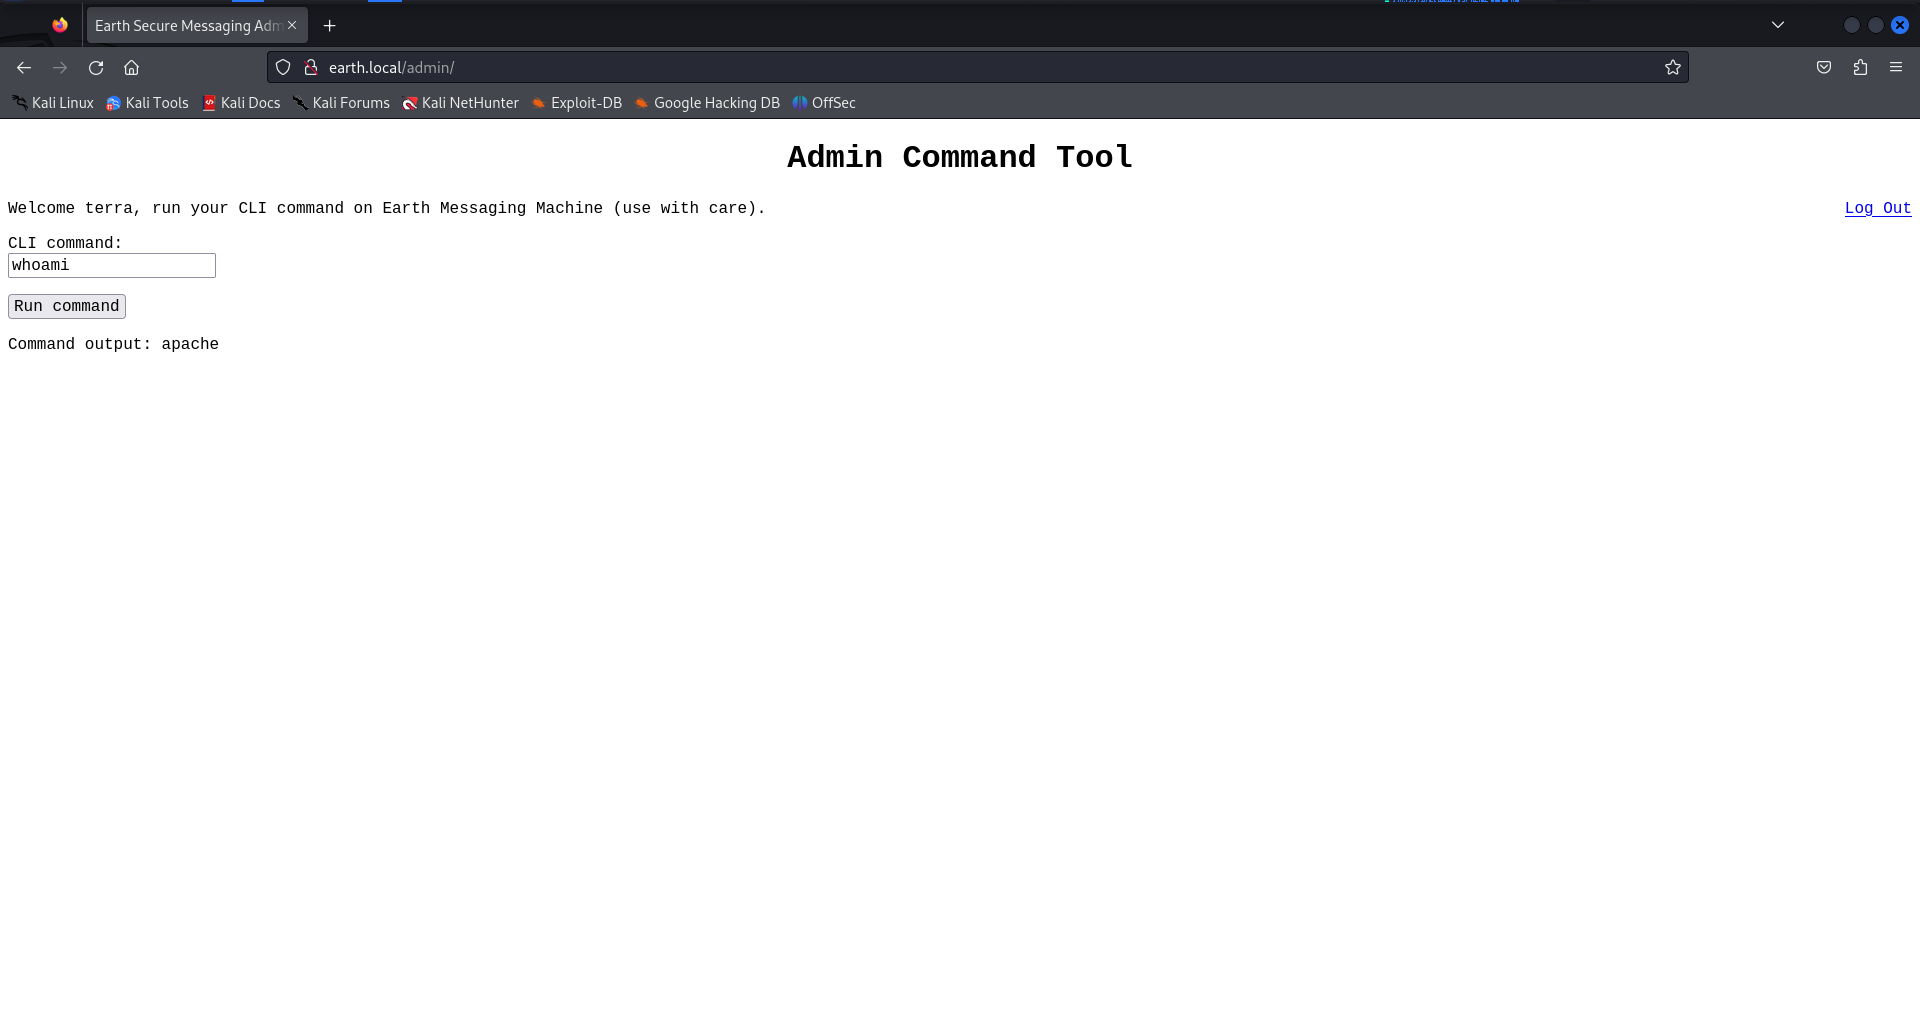 Earth Secure Messaging Adm
earth.local/admin/
Kali Linux Kali Tools Kali Docs Kali Forums Kali NetHunter Exploit-DB Google Hacking DB OffSec
Admin Command Tool
Welcome terra, run your CLI command on Earth Messaging Machine (use with care). Log Out
CLI command:
whoami
Run command
Command output: apache